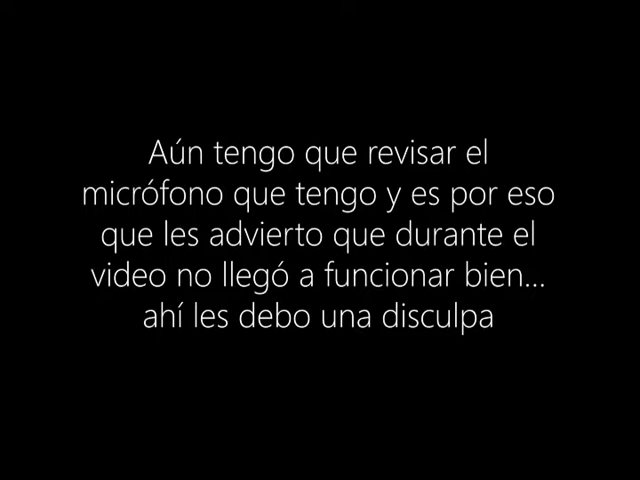 Aún tengo que revisar el
micrófono que tengo y es por eso
que les advierto que durante el
video no llegó a funcionar bien...
ahí les debo una disculpa